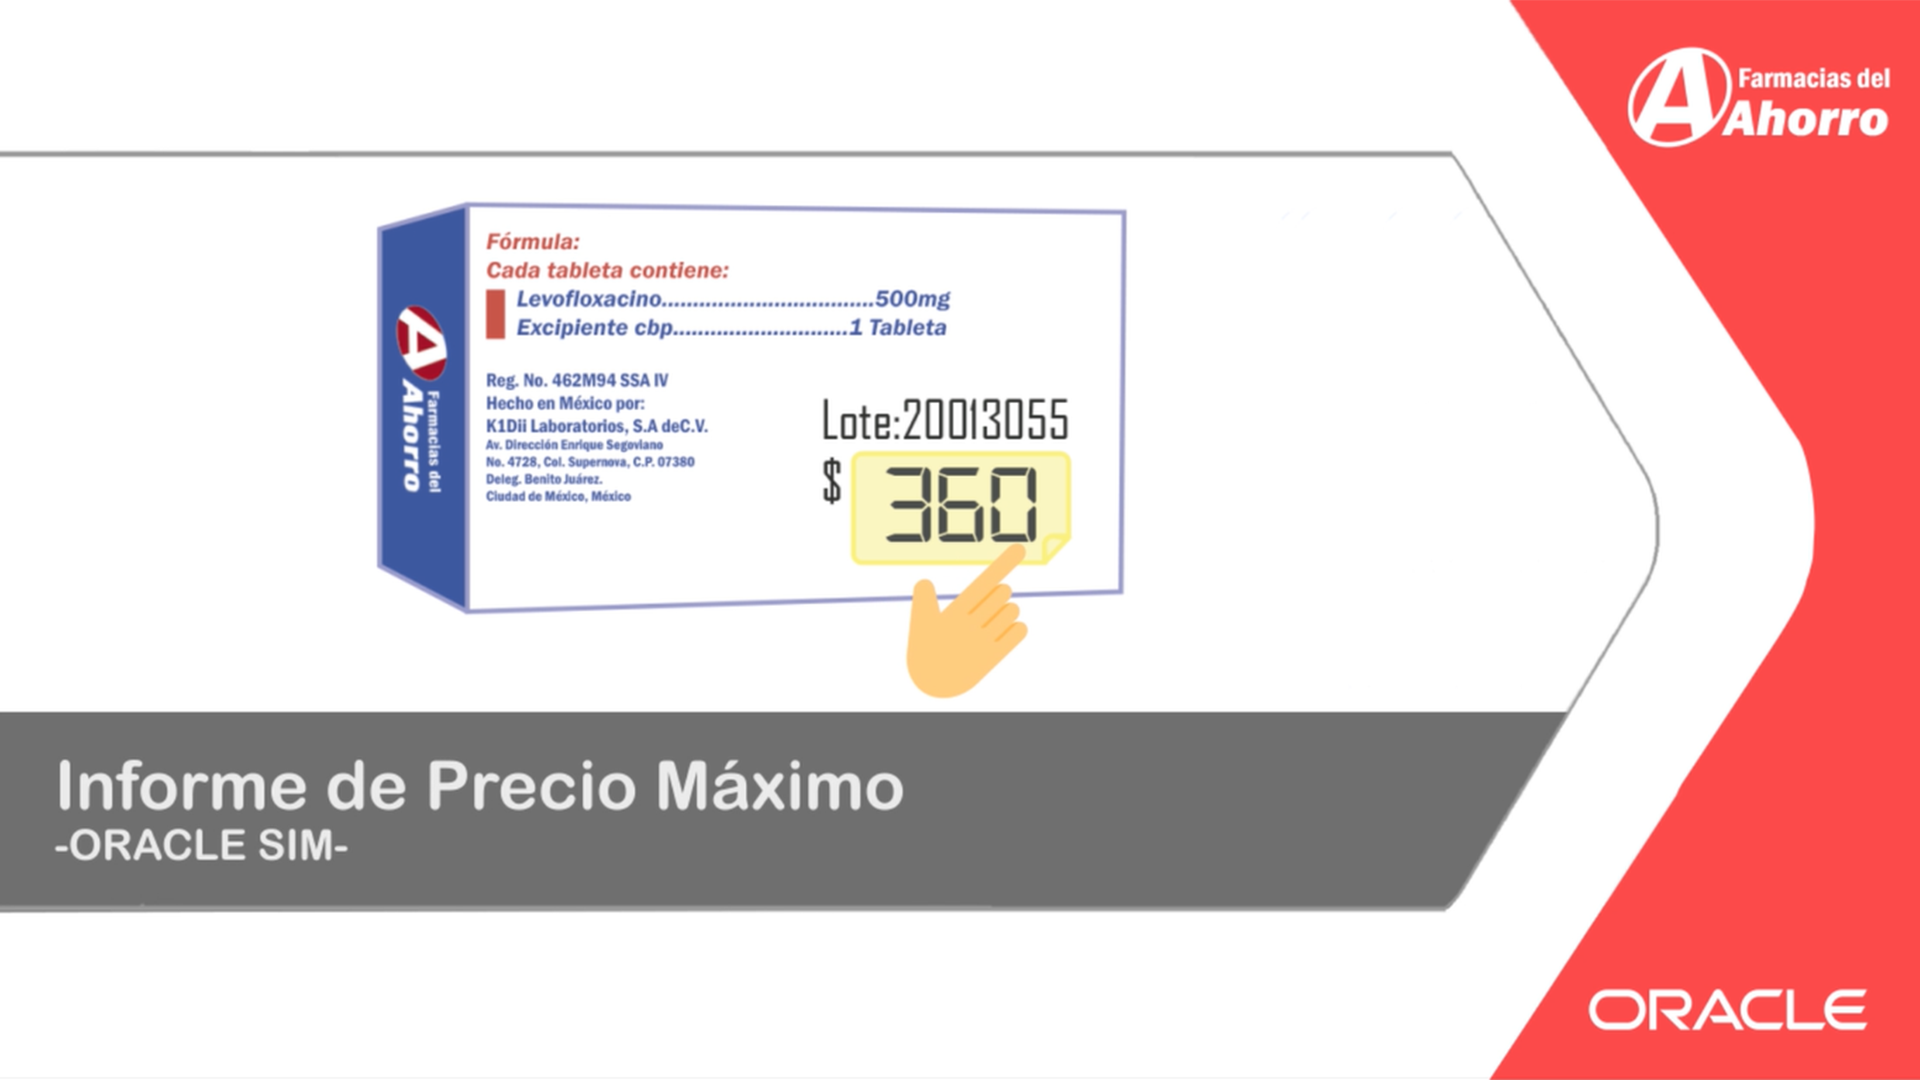 Farmacias del
Ahorro
Fórmula:
Cada tableta contiene:
Levofloxacino..................................500mg
Excipiente cbp............................1 Tableta
Reg. No. 462M94 SSA IV
Hecho en México por:
K1Dii Laboratorios, S.A deC.V.
Av. Dirección Enrique Segoviano
No. 4728, Col. Supernova, C.P. 07380
Deleg. Benito Juárez.
Ciudad de México, México
Farmacias del
Ahorro
Lote:20013055
$ 360
Informe de Precio Máximo
-ORACLE SIM-
ORACLE